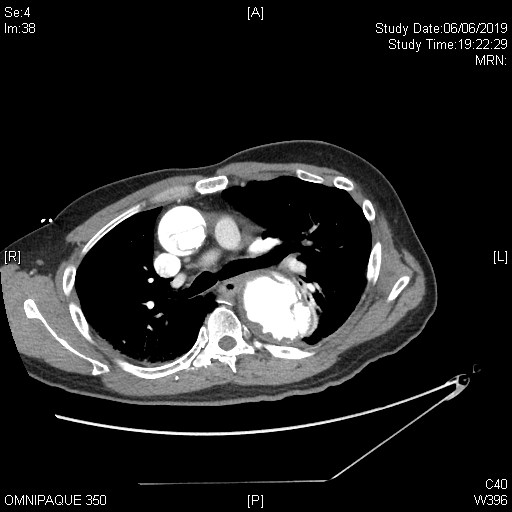 Se:4
Im:38
[A]
Study Date:06/06/2019
Study Time:19:22:29
MRN:
[R]
[L]
OMNIPAQUE 350
[P]
C40
W396